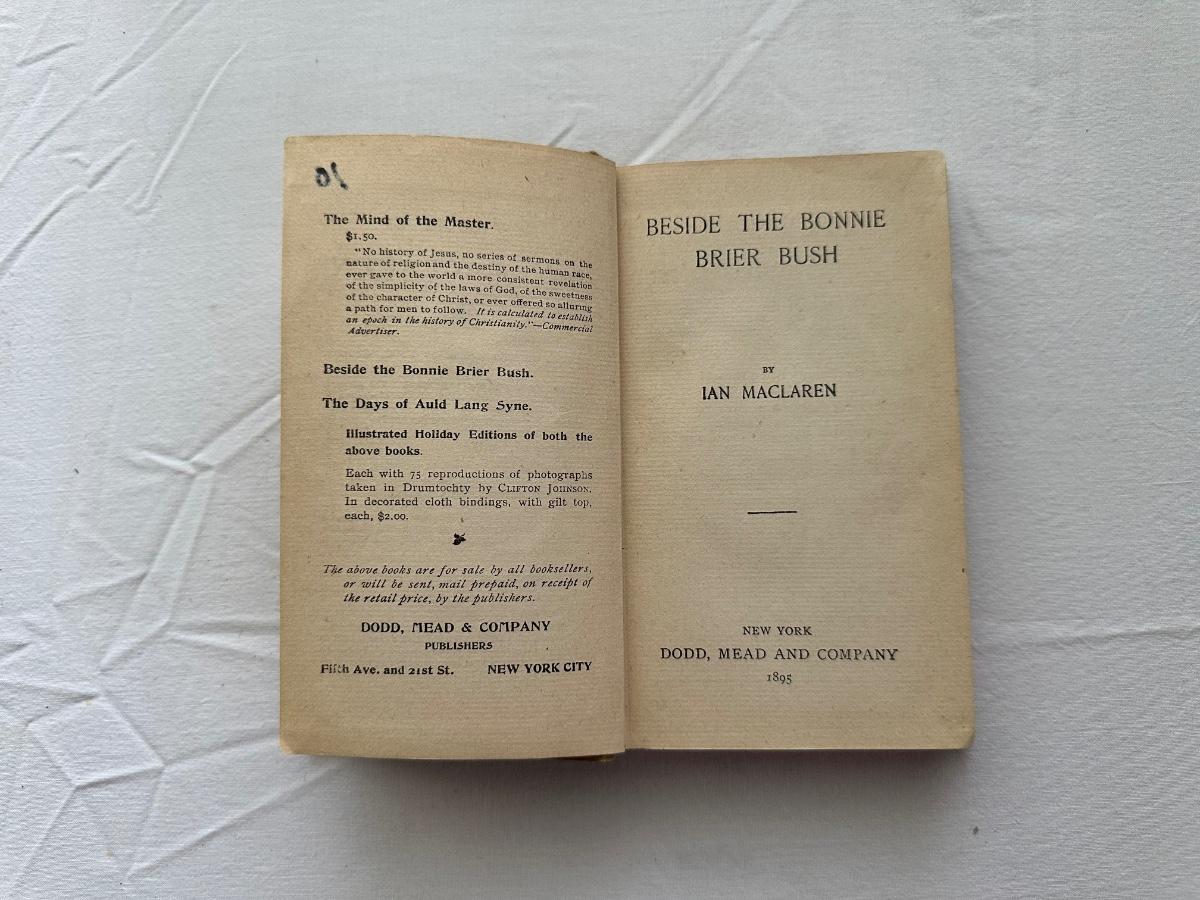 The Mind of the Master.
$1.50.
"No history of Jesus, no series of sermons on the
nature of religion and the destiny of the human race,
ever gave to the world a more consistent revelation
of the simplicity of the laws of God, of the sweetness
of the character of Christ, or ever offered so alluring
a path for men to follow. It is calculated to establish
an epoch in the history of Christianity."—Commercial
Advertiser.
Beside the Bonnie Brier Bush.
The Days of Auld Lang Syne.
Illustrated Holiday Editions of both the
above books.
Each with 75 reproductions of photographs
taken in Drumtochty by CLIFTON JOHNSON.
In decorated cloth bindings, with gilt top,
each, $2.00.
The above books are for sale by all booksellers,
or will be sent, mail prepaid, on receipt of
the retail price, by the publishers.
DODD, MEAD & COMPANY
PUBLISHERS
Fifth Ave. and 21st St. NEW YORK CITY
BESIDE THE BONNIE
BRIER BUSH
BY
IAN MACLAREN
NEW YORK
DODD, MEAD AND COMPANY
1895